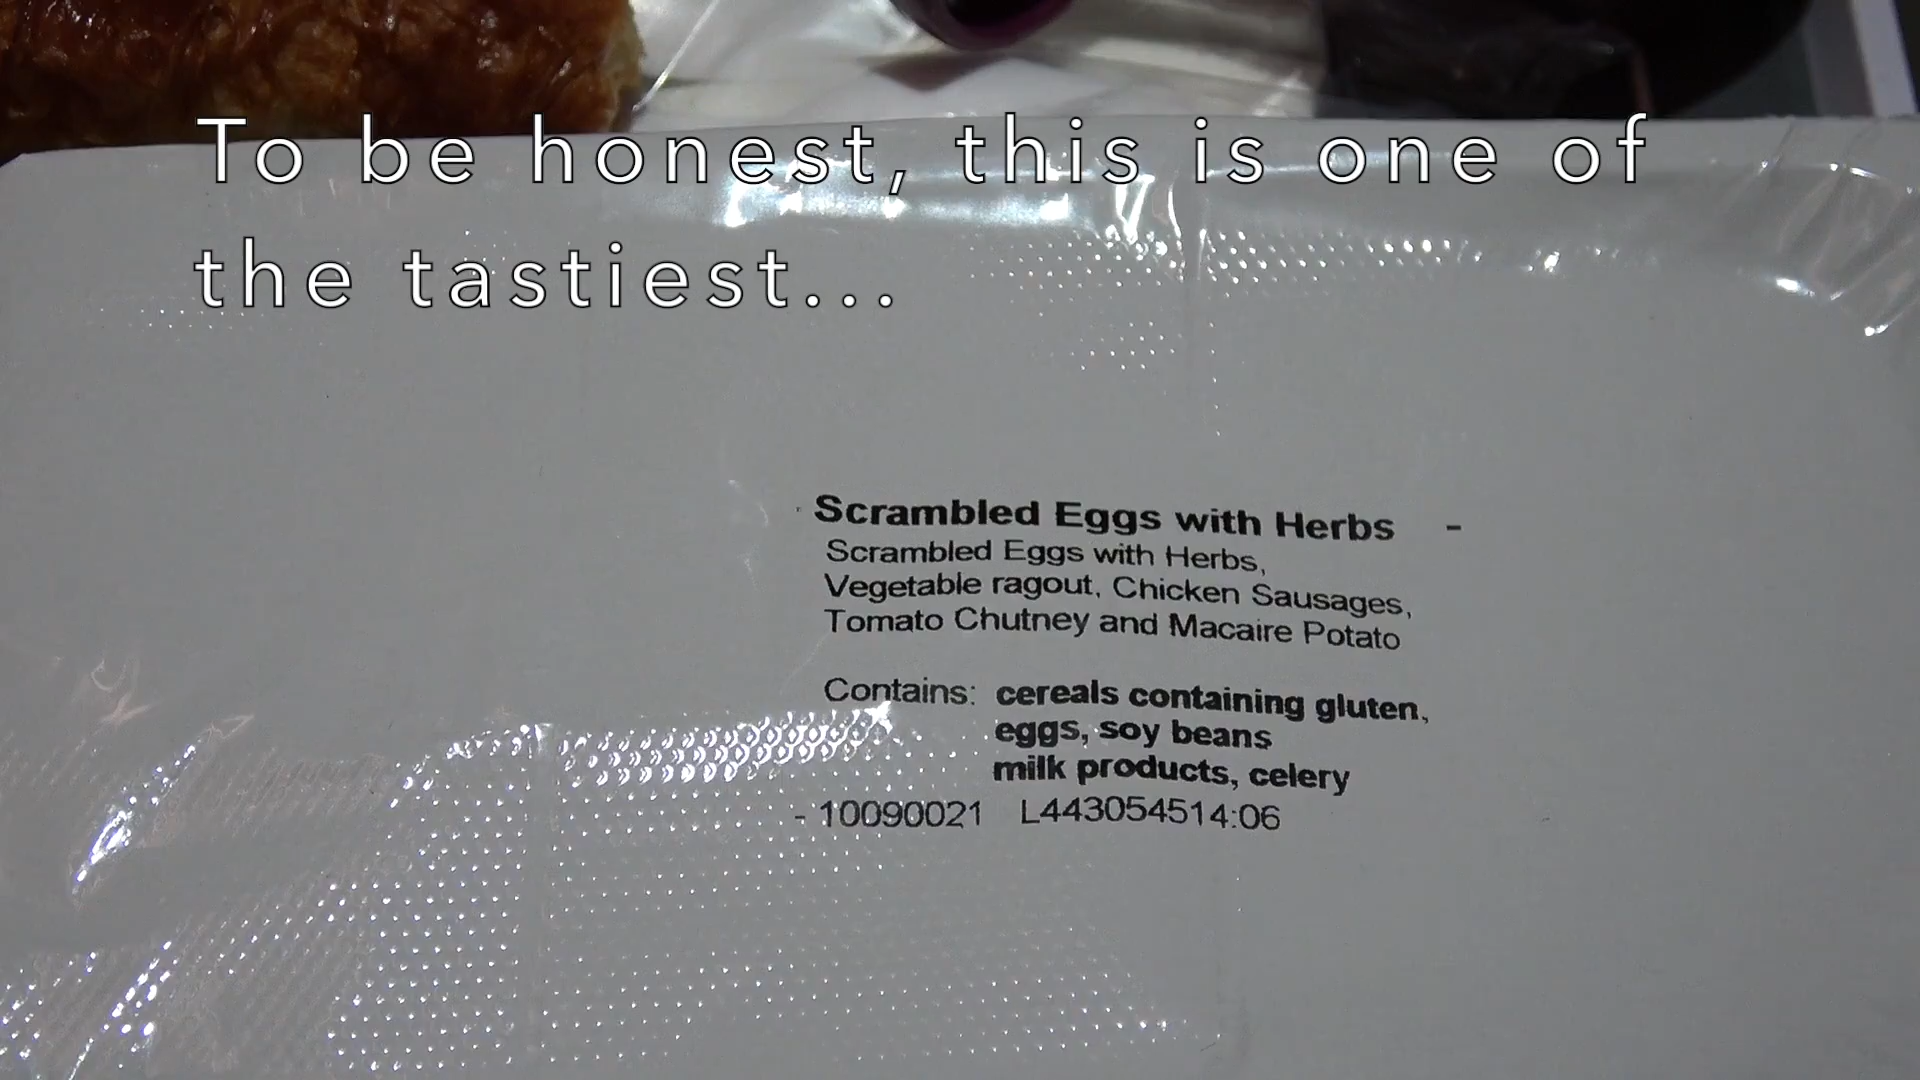 To be honest, this is one of
the tastiest...
Scrambled Eggs with Herbs -
Scrambled Eggs with Herbs,
Vegetable ragout, Chicken Sausages,
Tomato Chutney and Macaire Potato
Contains: cereals containing gluten,
eggs, soy beans
milk products, celery
- 10090021 L443054514:06